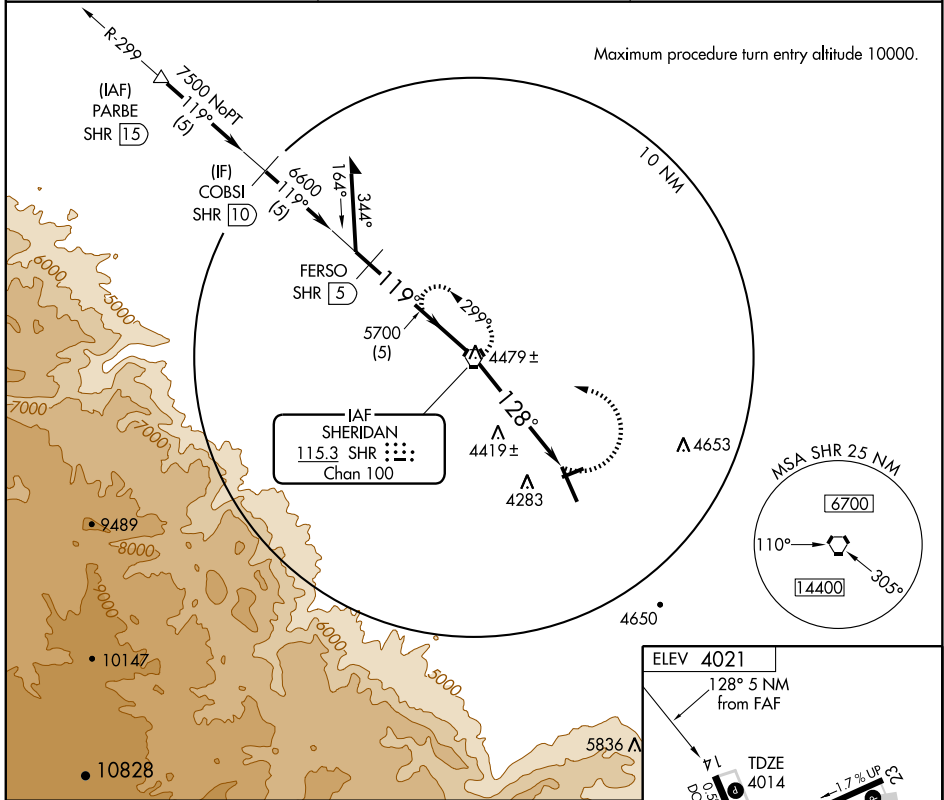 R-299
Maximum procedure turn entry altitude 10000.
7500 NoPT
119°
(5)
(IAF)
PARBE
SHR 15
10 NM
(IF)
COBSI
SHR 10
6600
119°
(5)
164°
344°
FERSO
SHR 5
119°
299°
5700
(5)
4479±
128°
IAF
SHERIDAN
115.3 SHR
Chan 100
4419±
4283
4653
MSA SHR 25 NM
6700
110°
305°
14400
6000
5000
7000
7000
9489
8000
9000
6000
10147
5000
4650
10828
5836
ELEV 4021
128° 5 NM
from FAF
14
TDZE
4014
P
1.7% UP
23
P